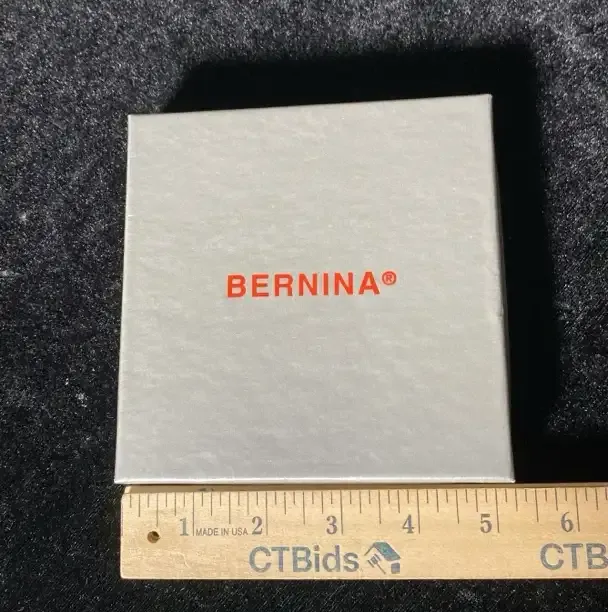 BERNINA®
1 MADE IN USA 2 3 4 5 6
CTBids CTB